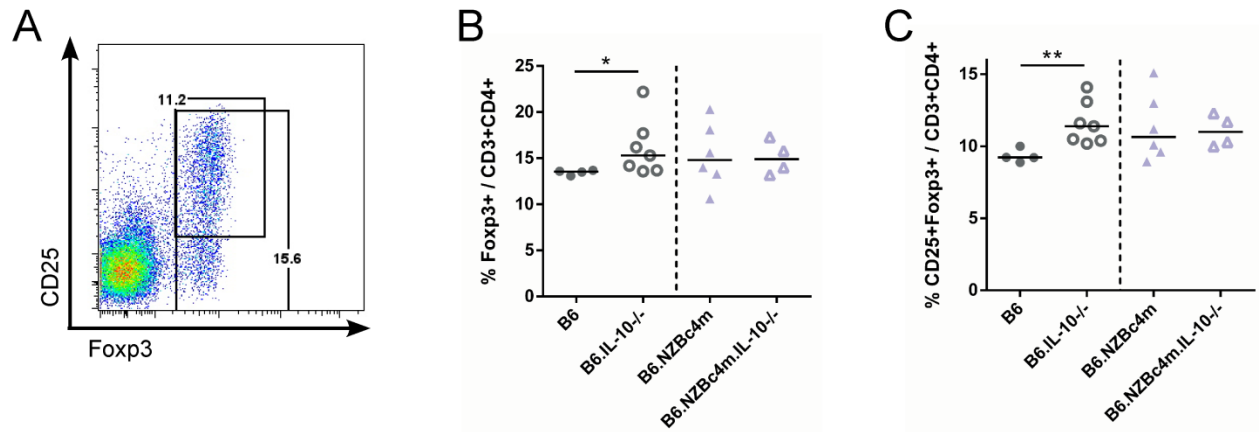 A
11.2
15.6
CD25
Foxp3
B
*
25
20
15
10
5
0
% Foxp3+ / CD3+CD4+
B6
B6.IL-10-/-
B6.NZBc4m
B6.NZBc4m.IL-10-/-
C
**
15
10
5
0
% CD25+Foxp3+ / CD3+CD4+
B6
B6.IL-10-/-
B6.NZBc4m
B6.NZBc4m.IL-10-/-